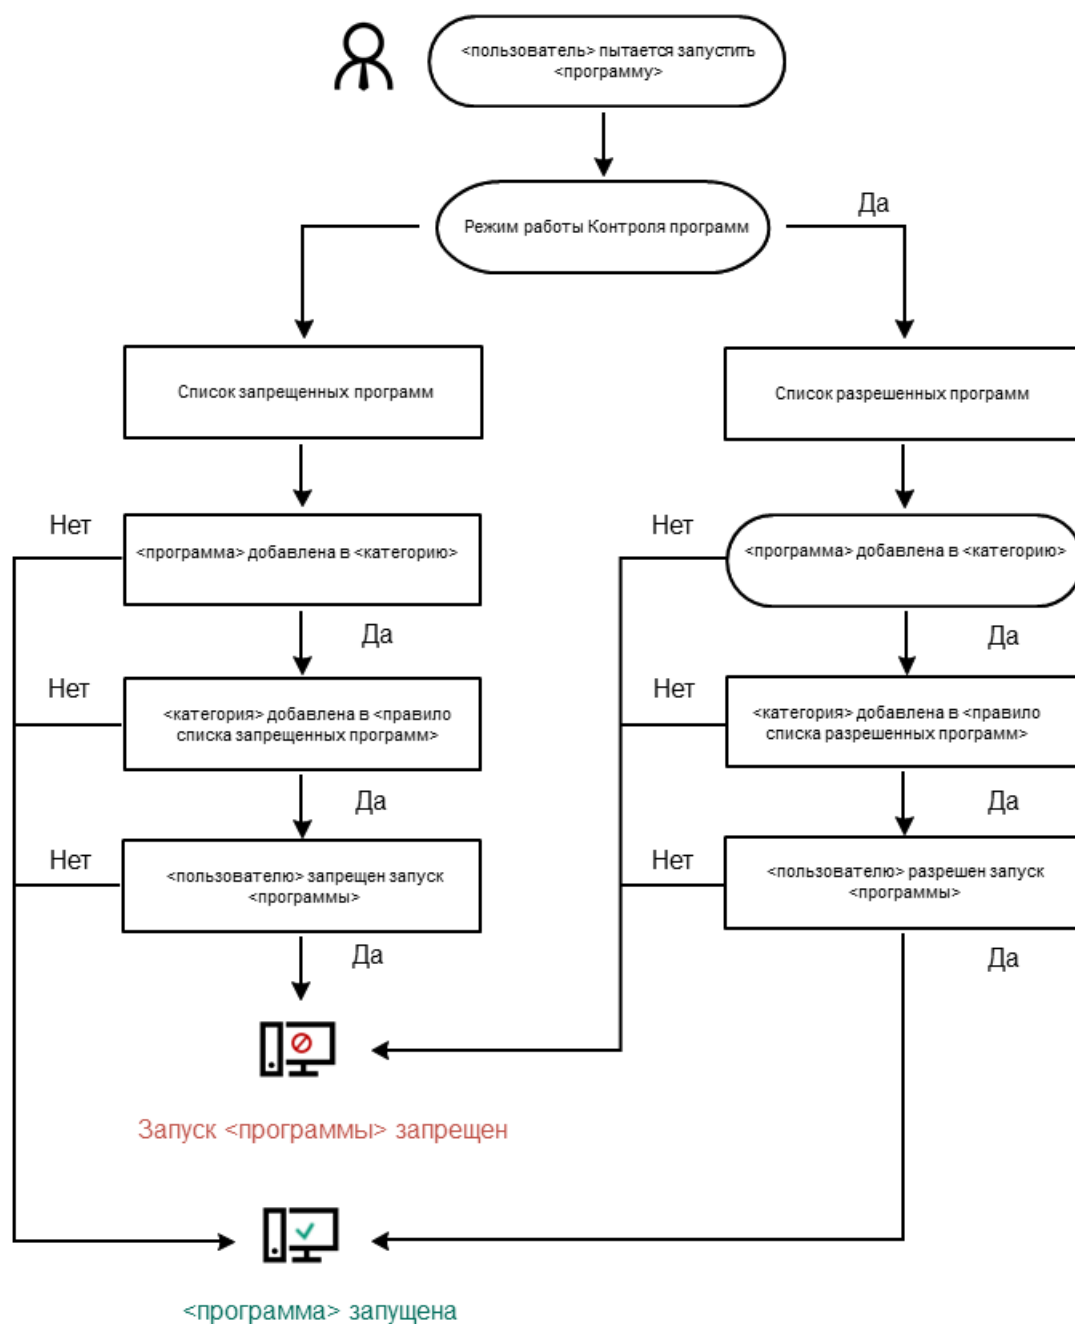 <пользователь> пытается запустить
<программу>
Режим работы Контроля программ
Да
Список запрещенных программ
Список разрешенных программ
Нет
<программа> добавлена в <категорию>
Нет
<программа> добавлена в <категорию>
Да
Да
Нет
<категория> добавлена в <правило
списка запрещенных программ>
Нет
<категория> добавлена в <правило
списка разрешенных программ>
Да
Да
Нет
<пользователю> запрещен запуск
<программы>
Нет
<пользователю> разрешен запуск
<программы>
Да
Да
Запуск <программы> запрещен
<программа> запущена